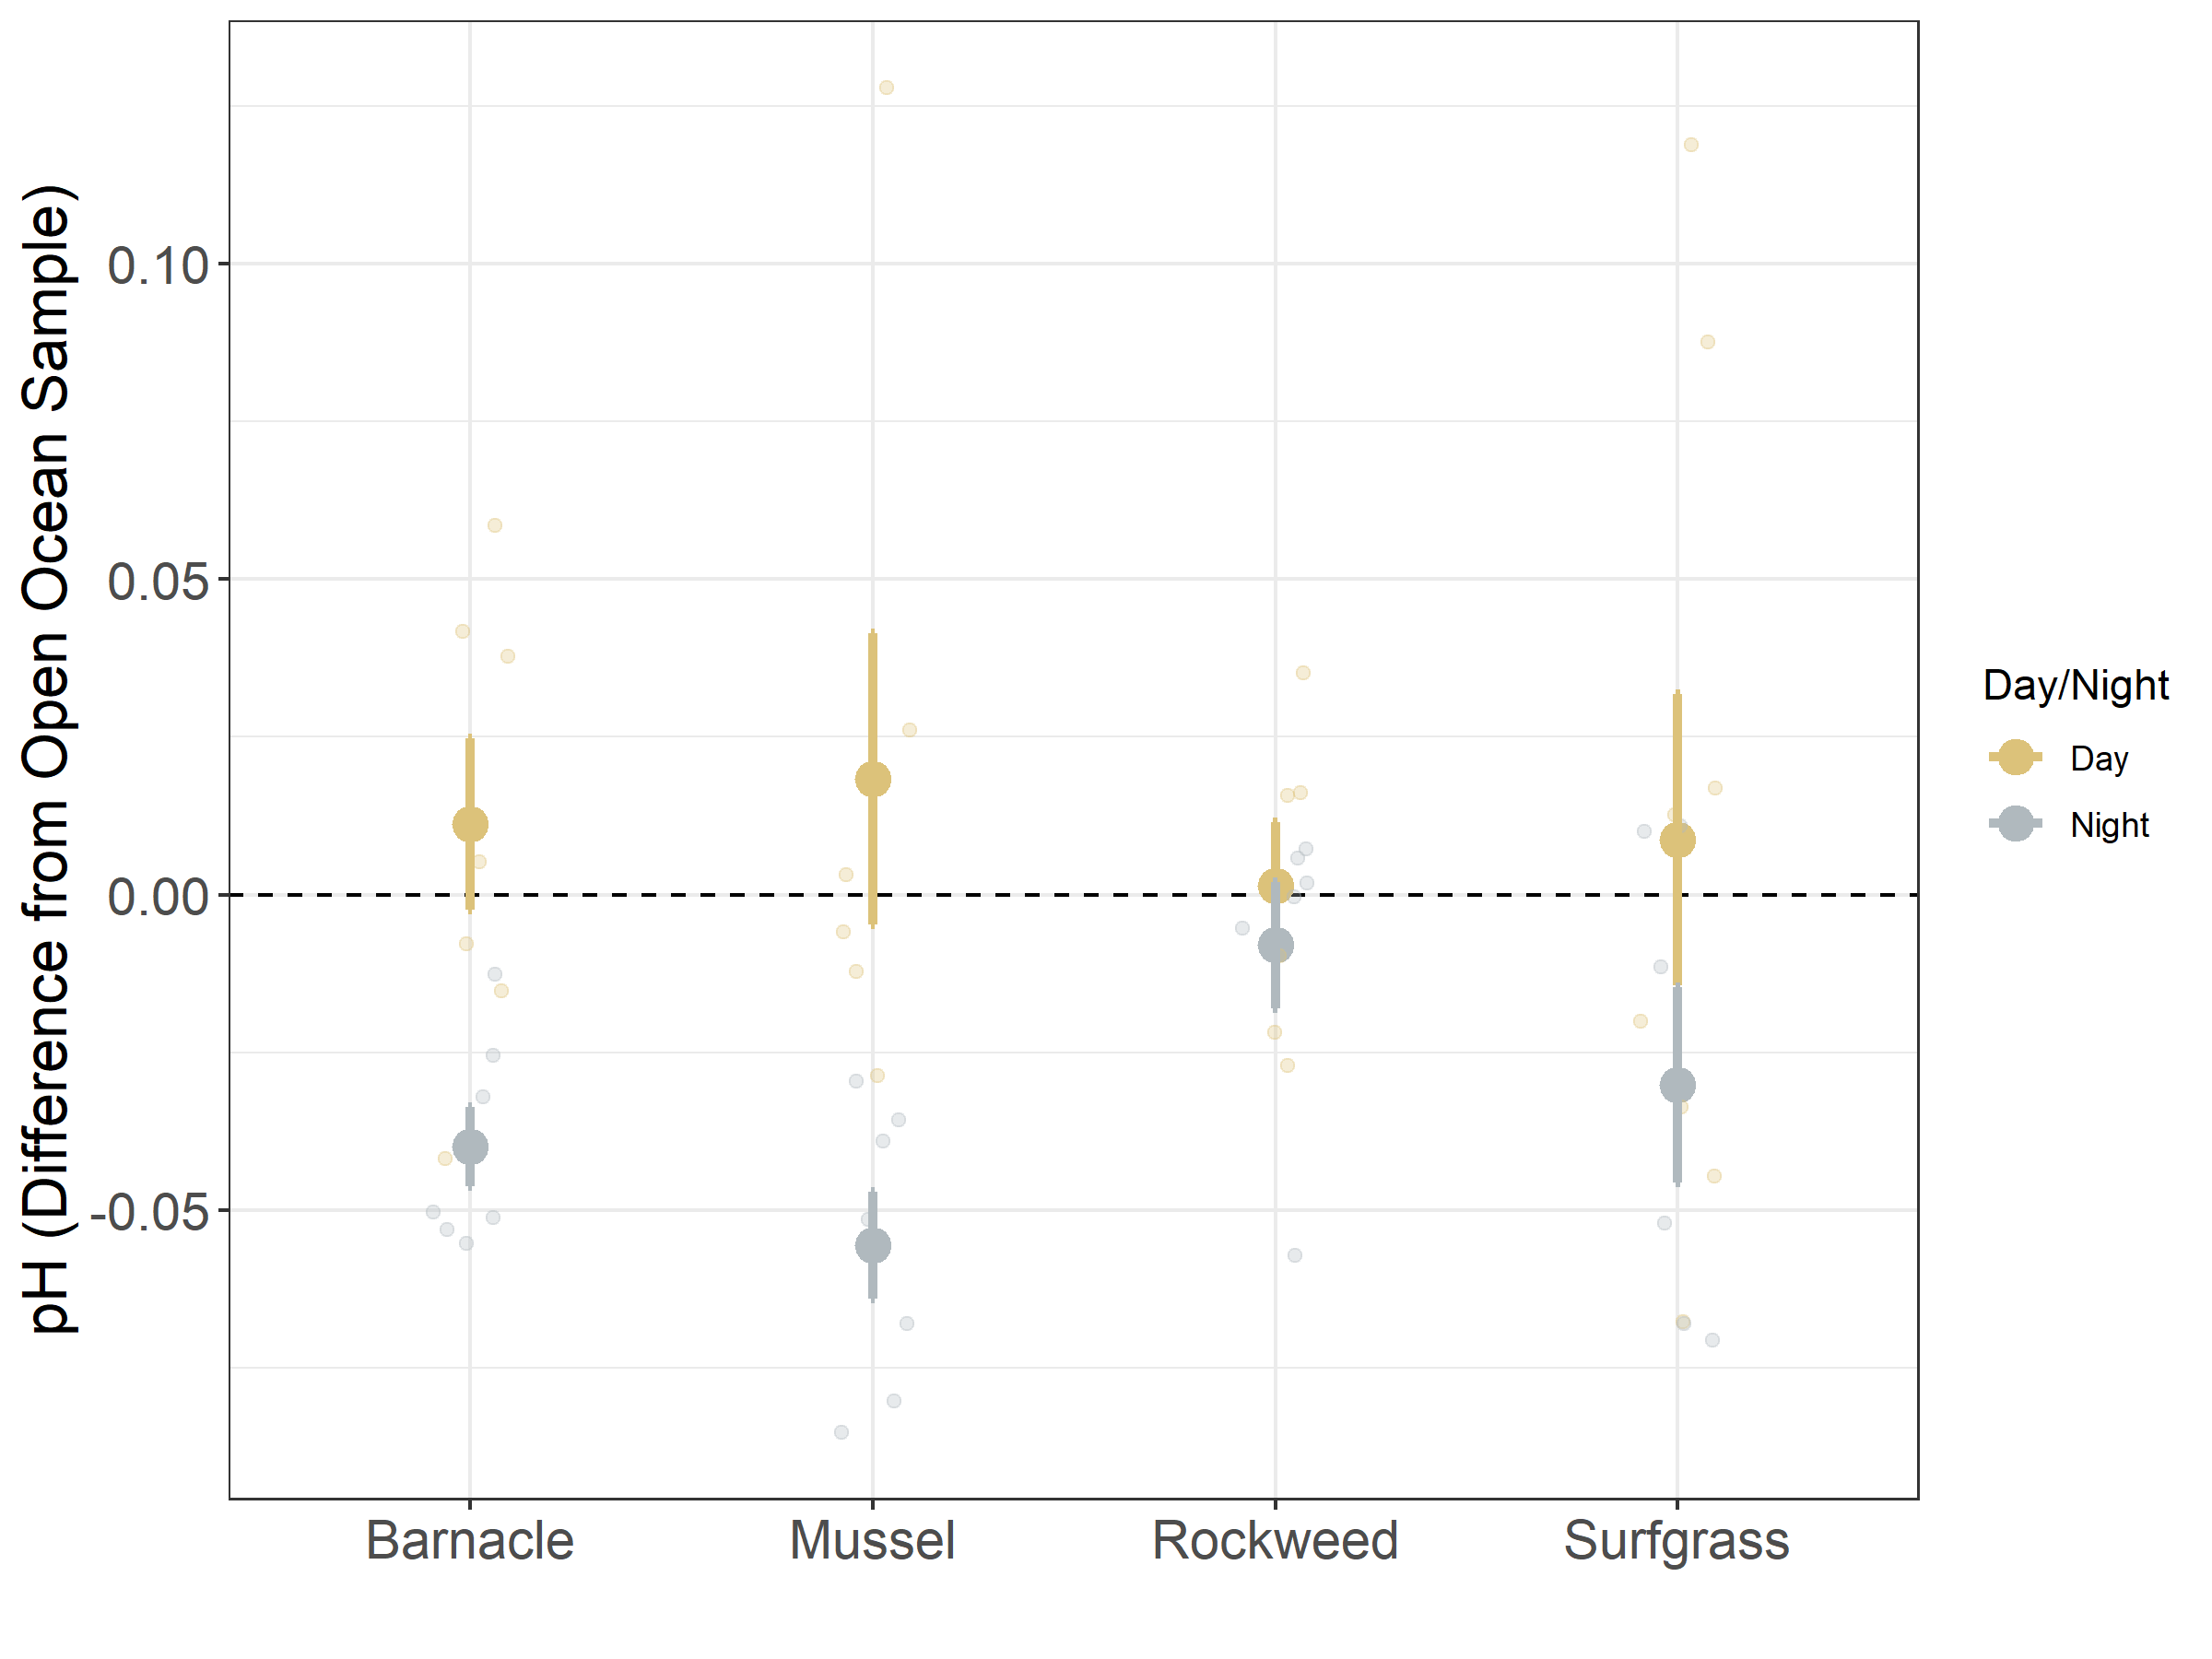 pH (Difference from Open Ocean Sample)
0.10
0.05
0.00
-0.05
Barnacle
Mussel
Rockweed
Surfgrass
Day/Night
Day
Night